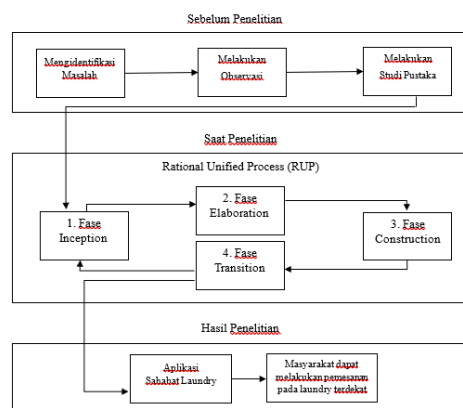 Sebelum Penelitian
Mengidentifikasi
Masalah
Melakukan
Observasi
Melakukan
Studi Pustaka
Saat Penelitian
Rational Unified Process (RUP)
1. Fase
Inception
2. Fase
Elaboration
3. Fase
Construction
4. Fase
Transition
Hasil Penelitian
Aplikasi
Sahabat Laundry
Masyarakat dapat
melakukan pemesanan
pada laundry terdekat